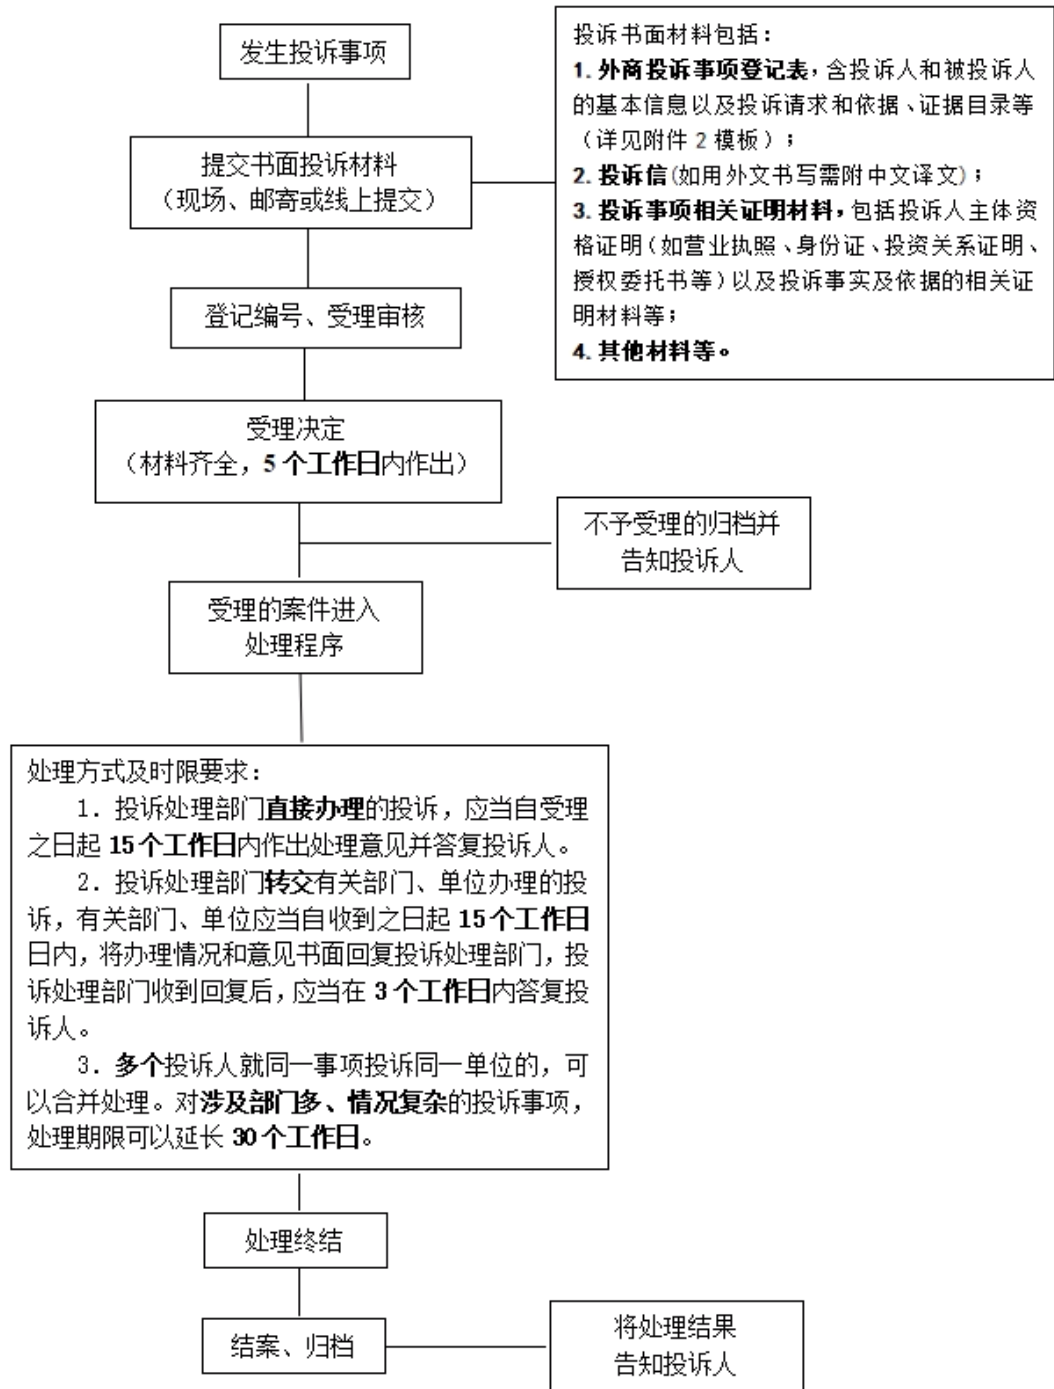 发生投诉事项
投诉书面材料包括：
1. 外商投诉事项登记表，含投诉人和被投诉人
的基本信息以及投诉请求和依据、证据目录等
（详见附件 2 模板）；
2. 投诉信(如用外文书写需附中文译文)；
3. 投诉事项相关证明材料，包括投诉人主体资
格证明（如营业执照、身份证、投资关系证明、
授权委托书等）以及投诉事实及依据的相关证
明材料等；
4. 其他材料等。
提交书面投诉材料
（现场、邮寄或线上提交）
登记编号、受理审核
受理决定
（材料齐全，5 个工作日内作出）
不予受理的归档并
告知投诉人
受理的案件进入
处理程序
处理方式及时限要求：
1．投诉处理部门直接办理的投诉，应当自受理
之日起 15 个工作日内作出处理意见并答复投诉人。
2．投诉处理部门转交有关部门、单位办理的投
诉，有关部门、单位应当自收到之日起 15 个工作日
日内，将办理情况和意见书面回复投诉处理部门，投
诉处理部门收到回复后，应当在 3 个工作日内答复投
诉人。
3．多个投诉人就同一事项投诉同一单位的，可
以合并处理。对涉及部门多、情况复杂的投诉事项，
处理期限可以延长 30 个工作日。
处理终结
结案、归档
将处理结果
告知投诉人